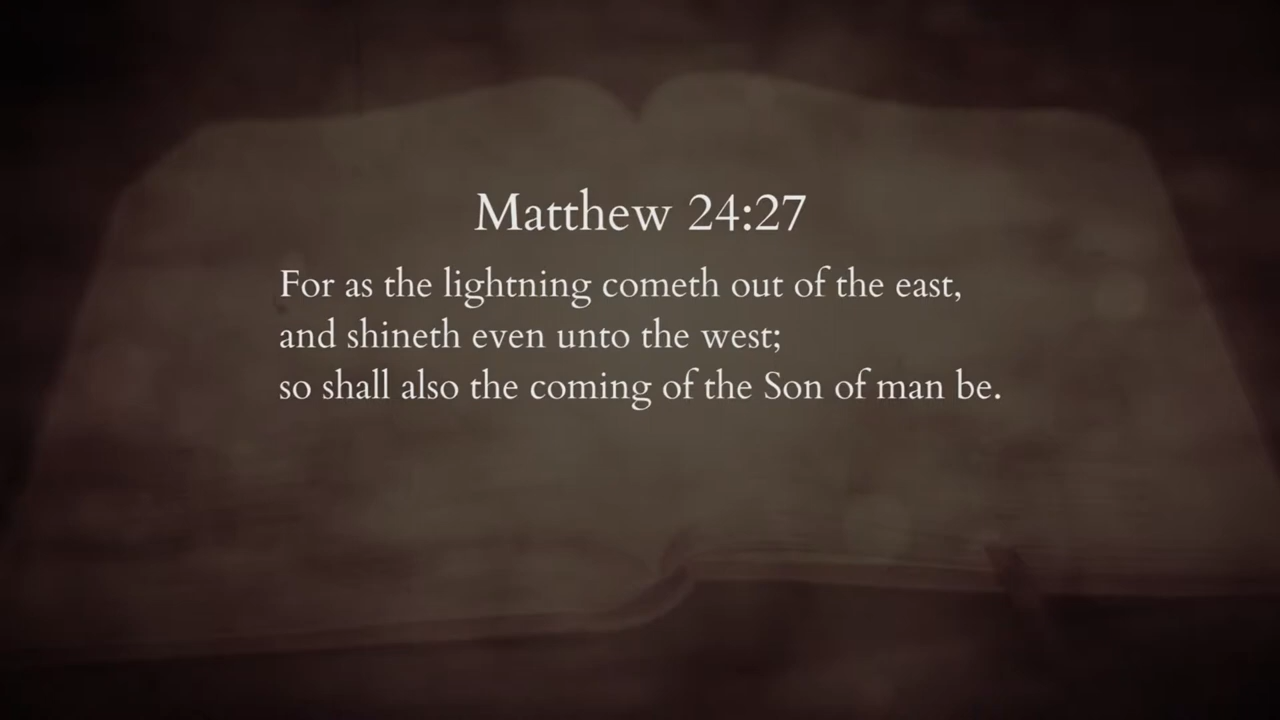 Matthew 24:27
For as the lightning cometh out of the east,
and shineth even unto the west;
so shall also the coming of the Son of man be.